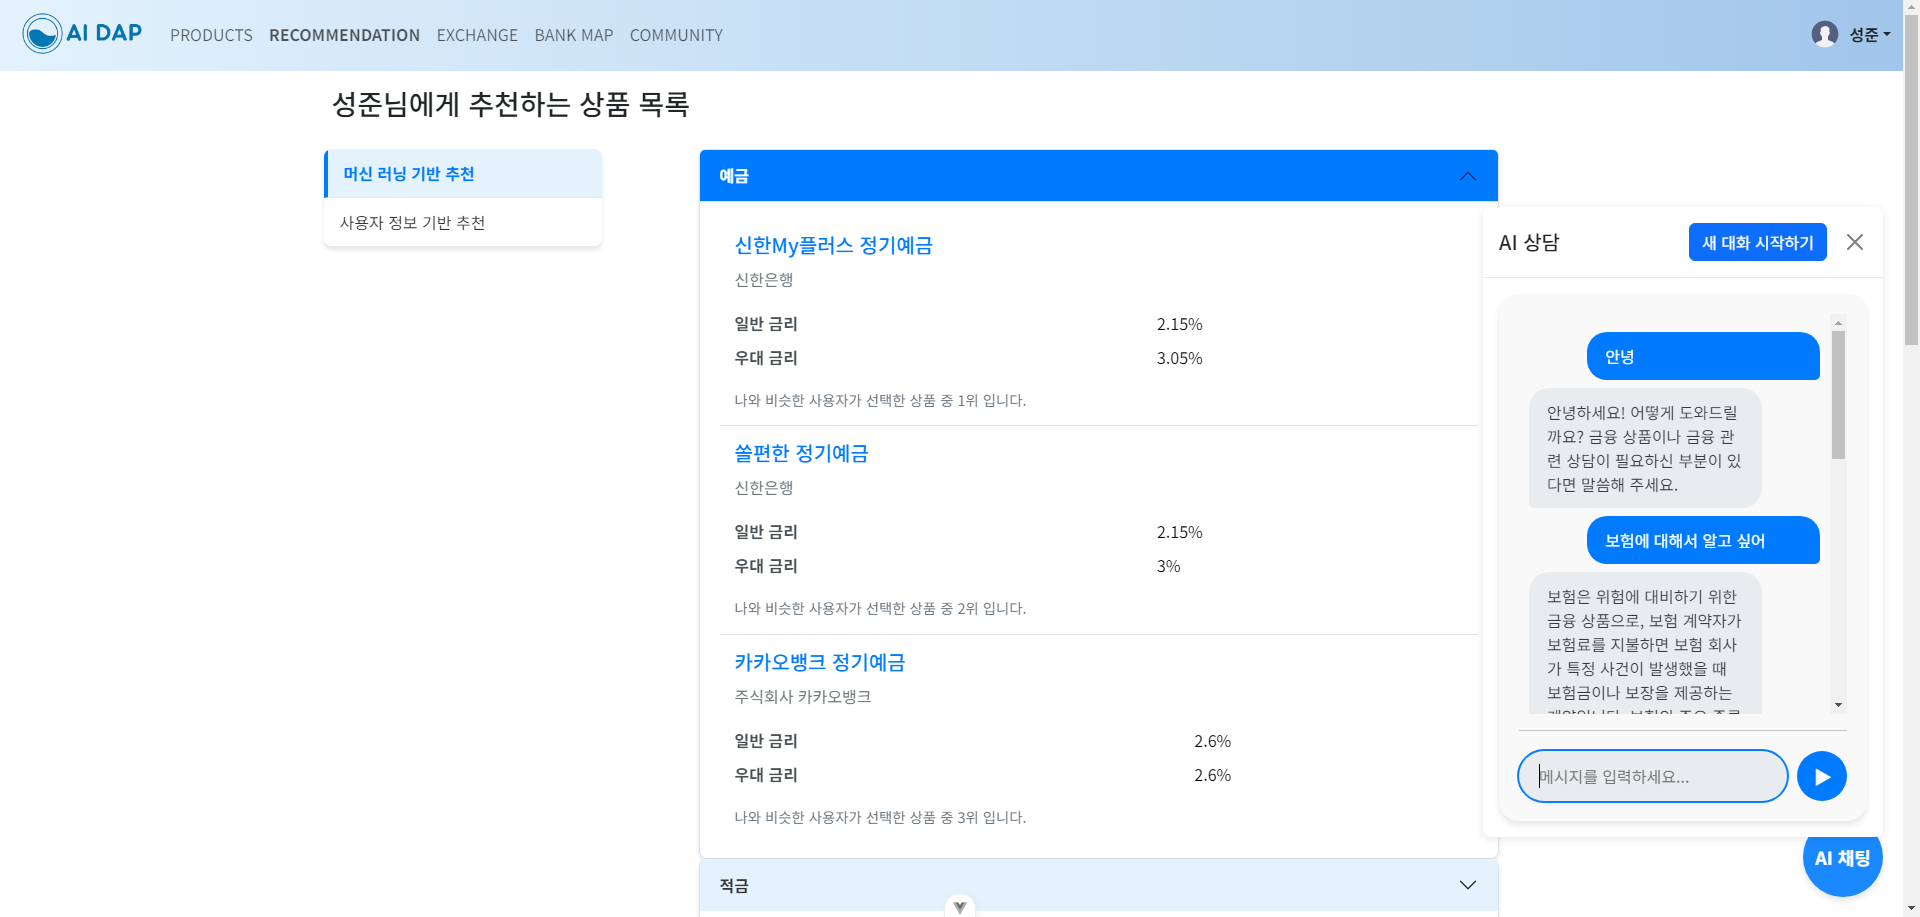 AI DAP
PRODUCTS
RECOMMENDATION
EXCHANGE
BANK MAP
COMMUNITY
성준
성준님에게 추천하는 상품 목록
머신 러닝 기반 추천
사용자 정보 기반 추천
예금
신한My플러스 정기예금
신한은행
일반 금리 2.15%
우대 금리 3.05%
나와 비슷한 사용자가 선택한 상품 중 1위 입니다.
쏠편한 정기예금
신한은행
일반 금리 2.15%
우대 금리 3%
나와 비슷한 사용자가 선택한 상품 중 2위 입니다.
카카오뱅크 정기예금
주식회사 카카오뱅크
일반 금리 2.6%
우대 금리 2.6%
나와 비슷한 사용자가 선택한 상품 중 3위 입니다.
적금
AI 상담
새 대화 시작하기
안녕
안녕하세요! 어떻게 도와드릴
까요? 금융 상품이나 금융 관
련 상담이 필요하신 부분이 있
다면 말씀해 주세요.
보험에 대해서 알고 싶어
보험은 위험에 대비하기 위한
금융 상품으로, 보험 계약자가
보험료를 지불하면 보험 회사
가 특정 사건이 발생했을 때
보험금이나 보장을 제공하는
메시지를 입력하세요...
AI 채팅